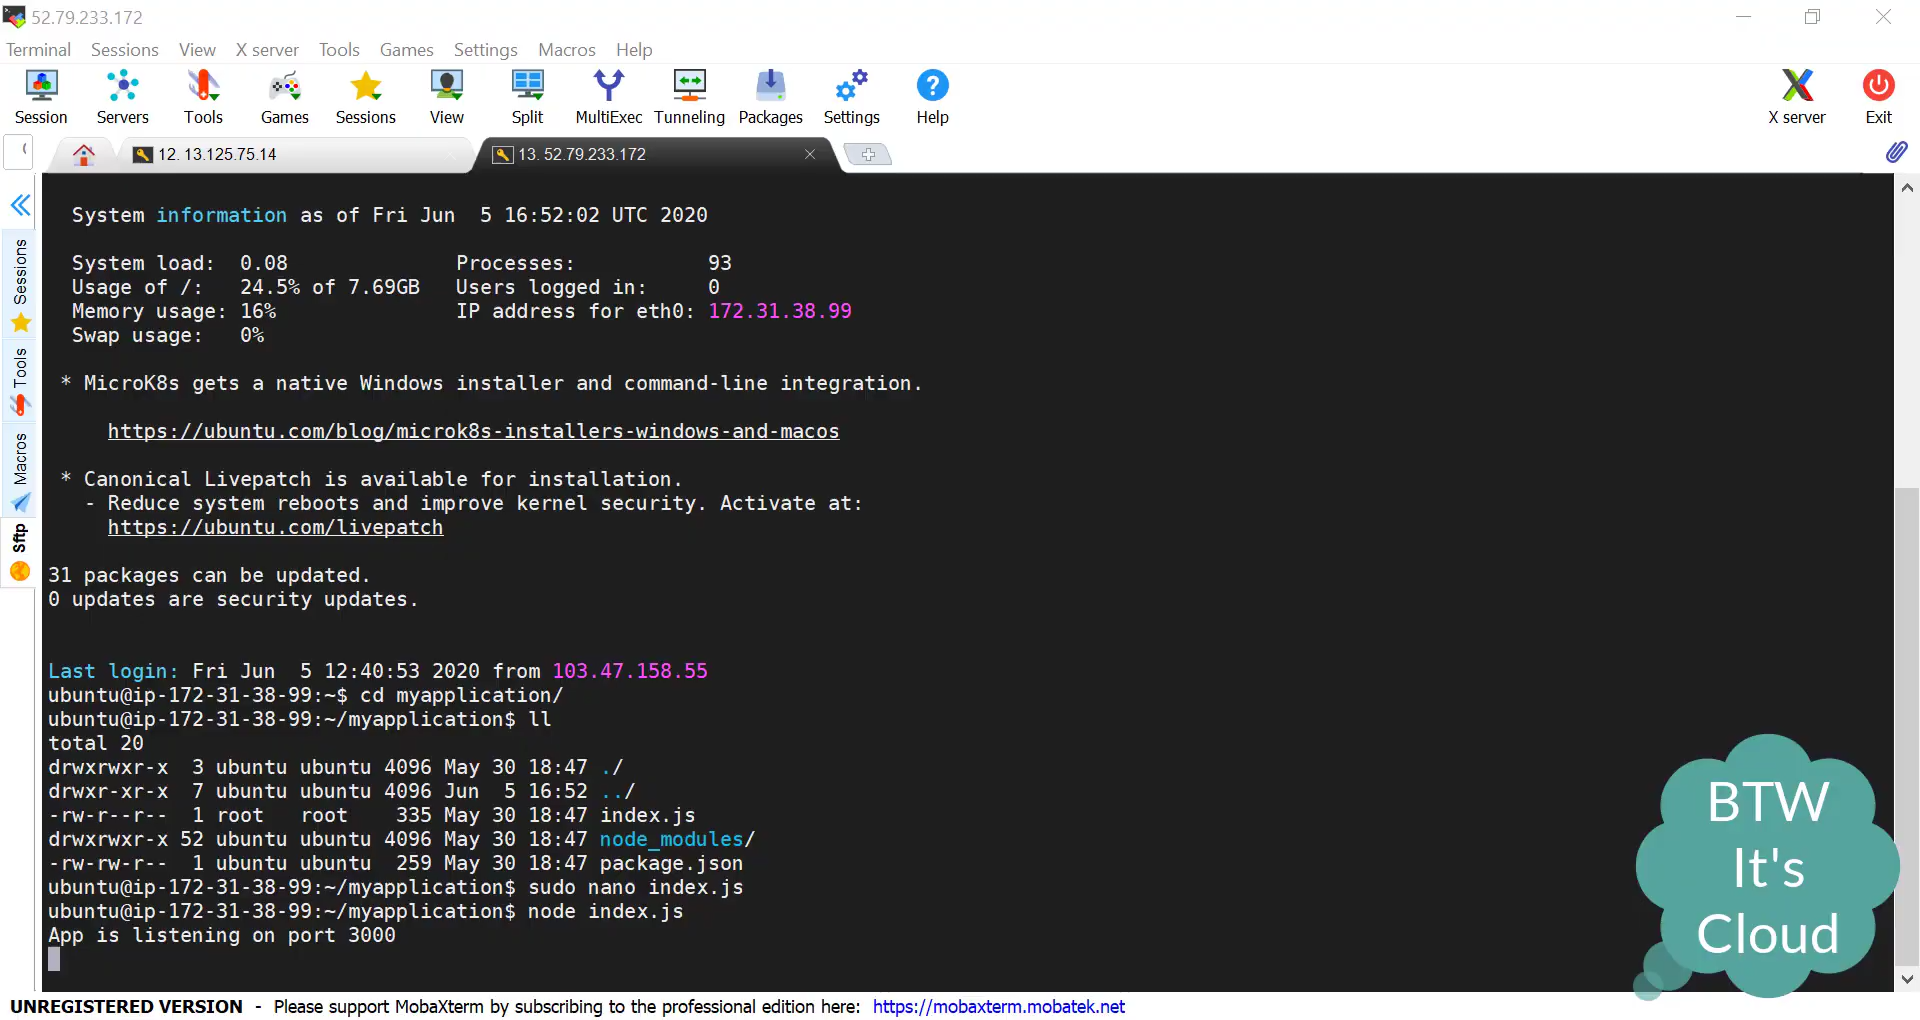 52.79.233.172
Terminal Sessions View X server Tools Games Settings Macros Help
Session Servers Tools Games Sessions View Split MultiExec Tunneling Packages Settings Help X server Exit
12. 13.125.75.14 13. 52.79.233.172
System information as of Fri Jun  5 16:52:02 UTC 2020
System load:  0.08              Processes:           93
Usage of /:   24.5% of 7.69GB   Users logged in:     0
Memory usage: 16%               IP address for eth0: 172.31.38.99
Swap usage:   0%
* MicroK8s gets a native Windows installer and command-line integration.
https://ubuntu.com/blog/microk8s-installers-windows-and-macos
* Canonical Livepatch is available for installation.
- Reduce system reboots and improve kernel security. Activate at:
https://ubuntu.com/livepatch
31 packages can be updated.
0 updates are security updates.
Last login: Fri Jun  5 12:40:53 2020 from 103.47.158.55
ubuntu@ip-172-31-38-99:~$ cd myapplication/
ubuntu@ip-172-31-38-99:~/myapplication$ ll
total 20
drwxrwxr-x  3 ubuntu ubuntu 4096 May 30 18:47 ./
drwxr-xr-x  7 ubuntu ubuntu 4096 Jun  5 16:52 ../
-rw-r--r--  1 root   root    335 May 30 18:47 index.js
drwxrwxr-x 52 ubuntu ubuntu 4096 May 30 18:47 node_modules/
-rw-rw-r--  1 ubuntu ubuntu  259 May 30 18:47 package.json
ubuntu@ip-172-31-38-99:~/myapplication$ sudo nano index.js
ubuntu@ip-172-31-38-99:~/myapplication$ node index.js
App is listening on port 3000
Sessions
Tools
Macros
Sftp
BTW
It's
Cloud
UNREGISTERED VERSION - Please support MobaXterm by subscribing to the professional edition here: https://mobaxterm.mobatek.net